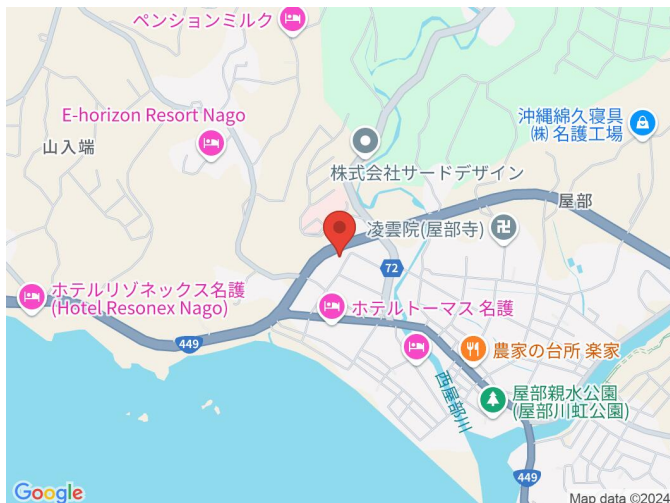 ペンションミルク
E-horizon Resort Nago
山入端
沖縄綿久寝具
㈱ 名護工場
株式会社サードデザイン
屋部
凌雲院(屋部寺)
72
ホテルリゾネックス名護
(Hotel Resonex Nago)
ホテルトーマス 名護
449
農家の台所 楽家
西屋部川
屋部親水公園
(屋部川虹公園)
449
Google
Map data ©2024